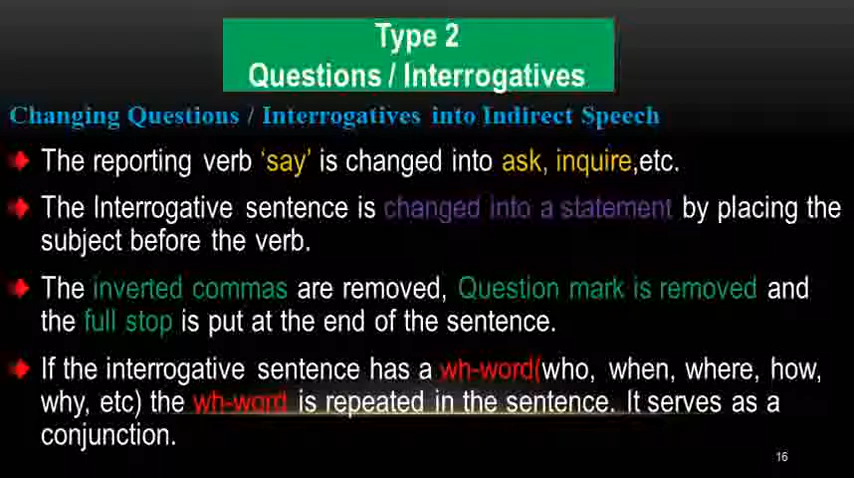 Type 2
Questions / Interrogatives
Changing Questions / Interrogatives into Indirect Speech
The reporting verb ‘say’ is changed into ask, inquire,etc.
The Interrogative sentence is changed into a statement by placing the
subject before the verb.
The inverted commas are removed, Question mark is removed and
the full stop is put at the end of the sentence.
If the interrogative sentence has a wh-word(who, when, where, how,
why, etc) the wh-word is repeated in the sentence. It serves as a
conjunction.
16